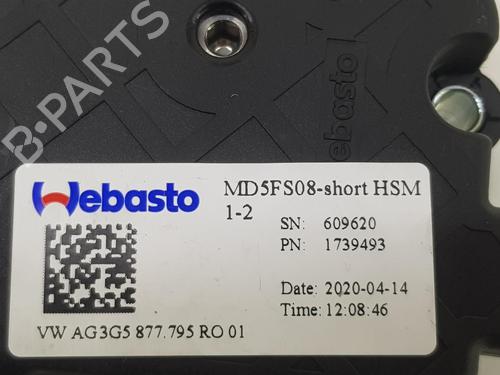 B-PARTS
webasto
Webasto
MD5FS08-short HSM
1-2
SN: 609620
PN: 1739493
Date: 2020-04-14
Time: 12:08:46
VW AG3G5 877.795 RO 01